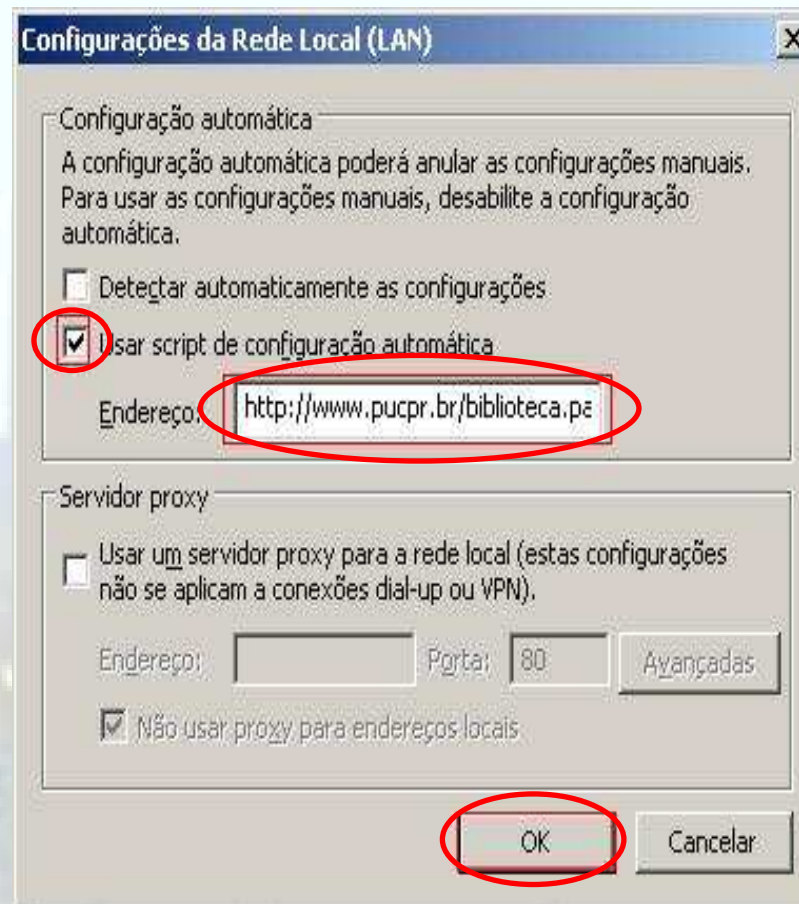 Configurações da Rede Local (LAN)
Configuração automática
A configuração automática poderá anular as configurações manuais.
Para usar as configurações manuais, desabilite a configuração
automática.
Detectar automaticamente as configurações
Usar script de configuração automática
Endereço: http://www.pucpr.br/biblioteca.pa
Servidor proxy
Usar um servidor proxy para a rede local (estas configurações
não se aplicam a conexões dial-up ou VPN).
Endereço: Porta: 80 Avançadas
Não usar proxy para endereços locais
OK Cancelar